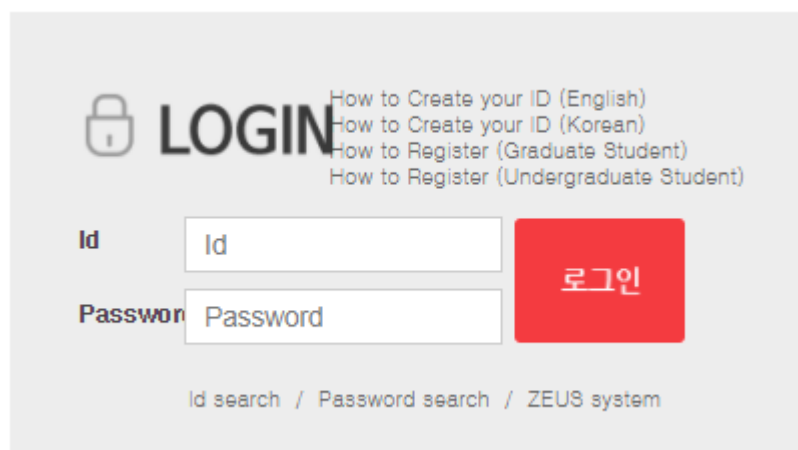 LOGIN
How to Create your ID (English)
How to Create your ID (Korean)
How to Register (Graduate Student)
How to Register (Undergraduate Student)
Id
Id
로그인
Passwor
Password
Id search / Password search / ZEUS system